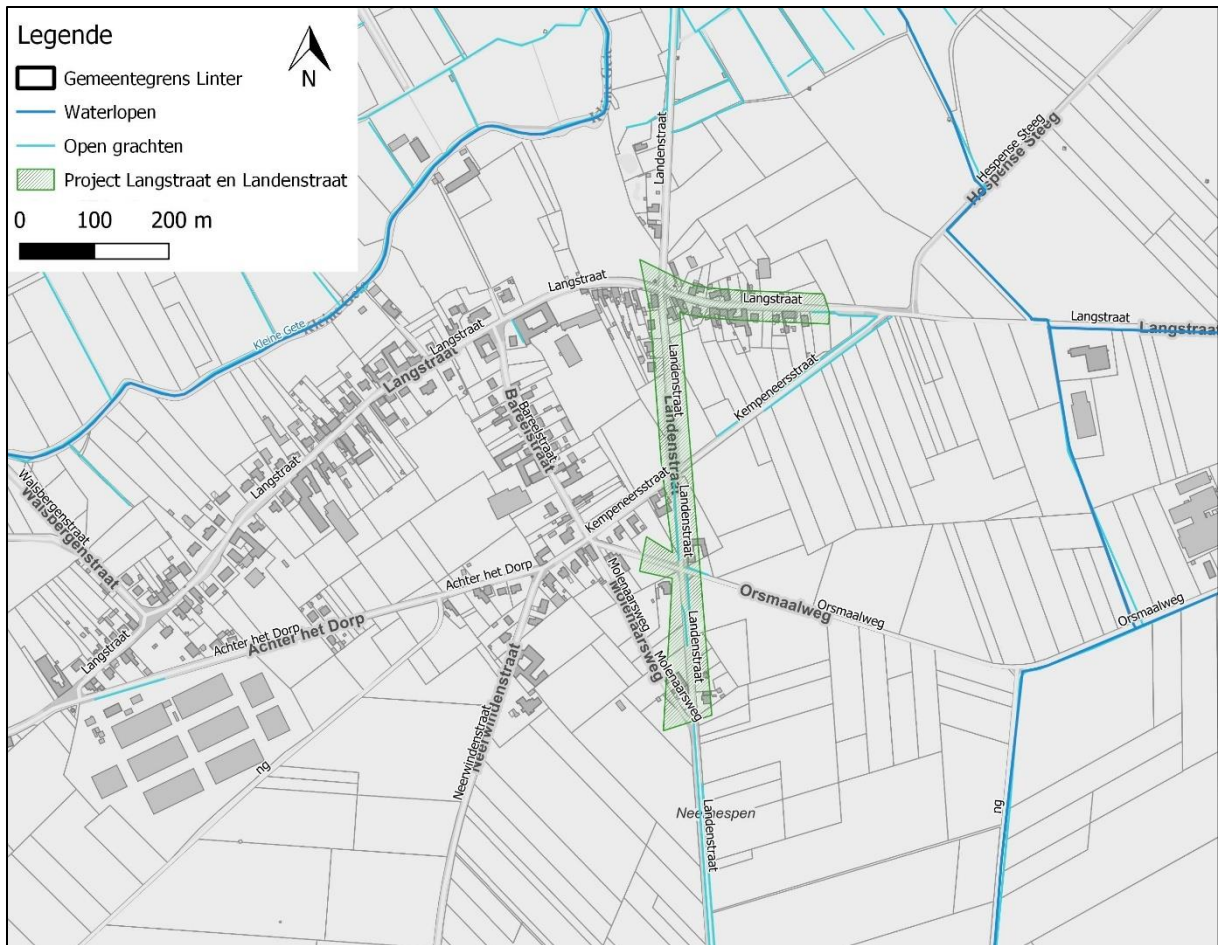 Legende
N
Gemeentegrens Linter
Waterlopen
Open grachten
Project Langstraat en Landenstraat
0 100 200 m
Kleine Gete
Landenstraat
Hespense Steeg
Hespense Steeg
Langstraat
Langstraat
Langstraat
Langstraat
Kleine Gete
Langstraat
Langstraat
Landenstraat
Landenstraat
Kempeneersstraat
Bareelstraat
Bareelstraat
Langstraat
Walsbergenstraat
Walsbergenstraat
Kempeneersstraat
Landenstraat
Achter het Dorp
Molenaarsweg
Molenaarsweg
Orsmaalweg
Orsmaalweg
Orsmaalweg
Achter het Dorp
Achter het Dorp
Langstraat
Landenstraat
Molenaarsweg
Neerwindenstraat
Neerwindenstraat
ng
ng
Neerhespen
Landenstraat